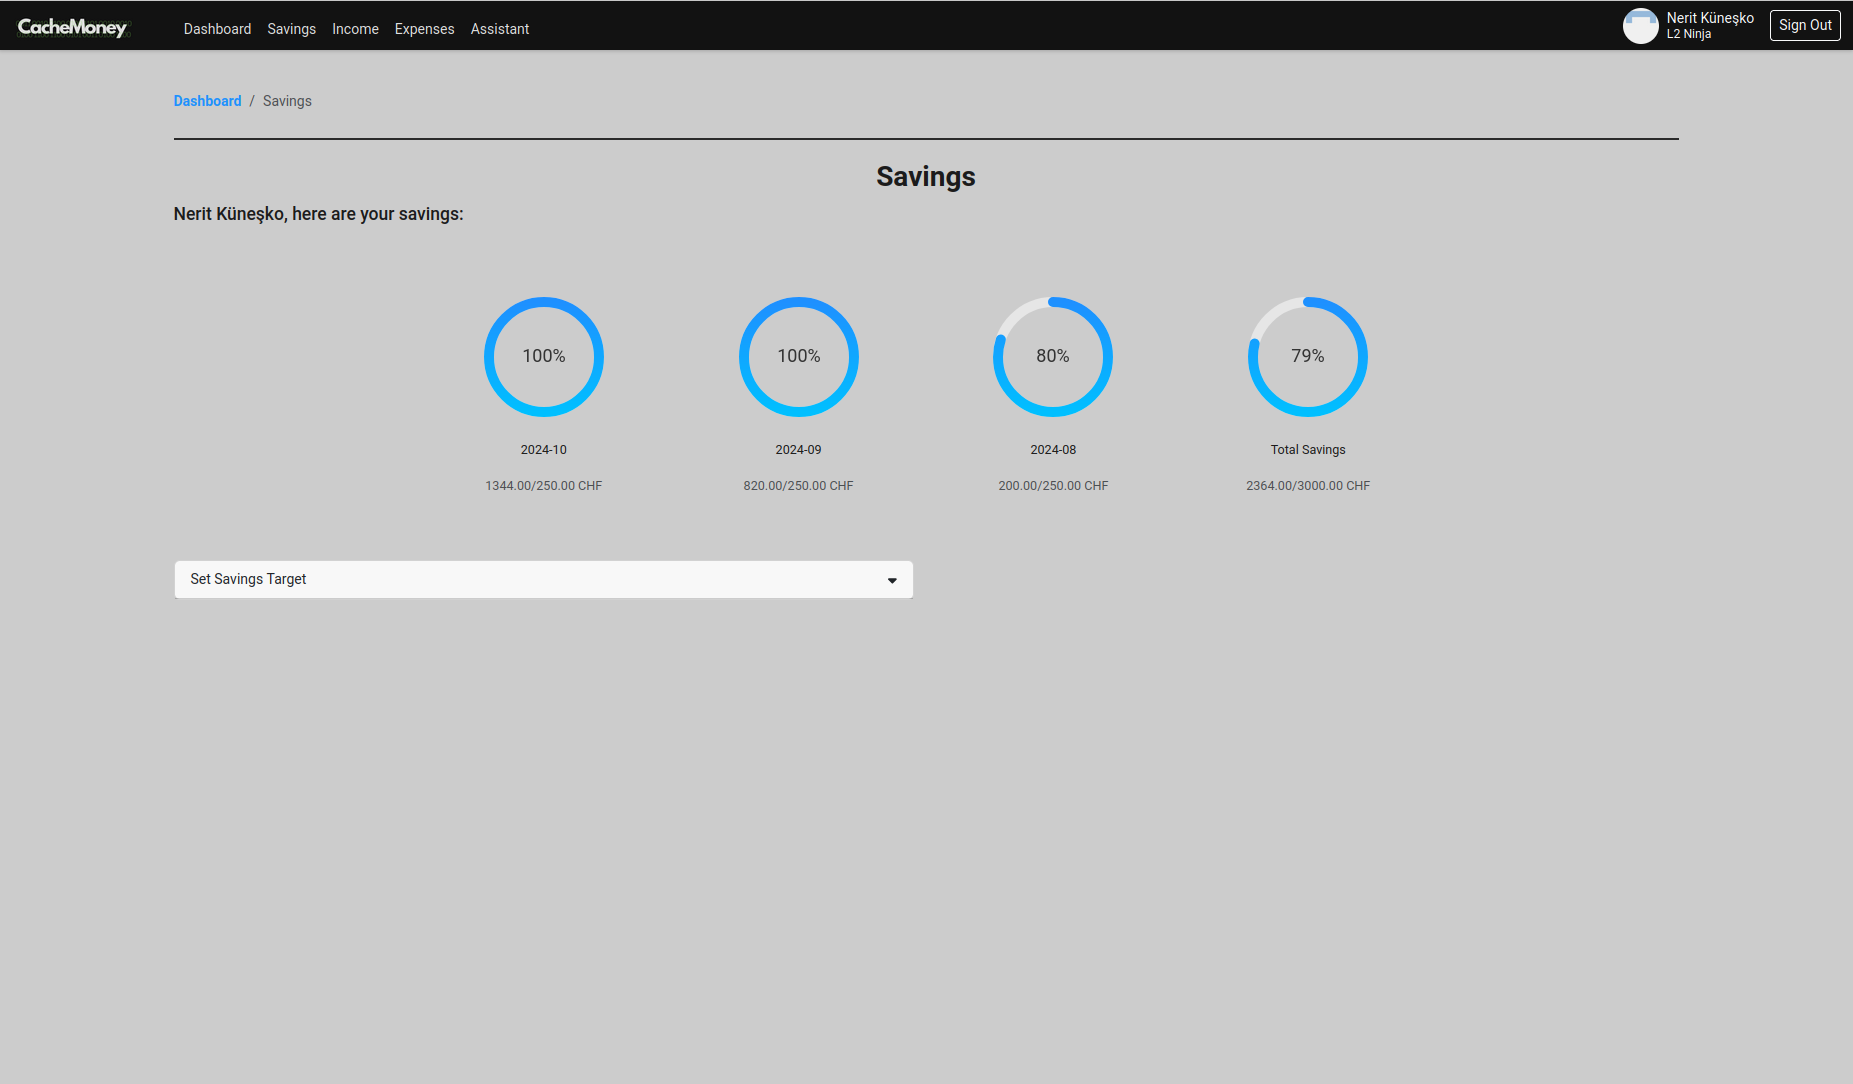 CacheMoney Dashboard Savings Income Expenses Assistant Nerit Küneşko Sign Out
L2 Ninja
Dashboard / Savings
Savings
Nerit Küneşko, here are your savings:
100% 100% 80% 79%
2024-10 2024-09 2024-08 Total Savings
1344.00/250.00 CHF 820.00/250.00 CHF 200.00/250.00 CHF 2364.00/3000.00 CHF
Set Savings Target